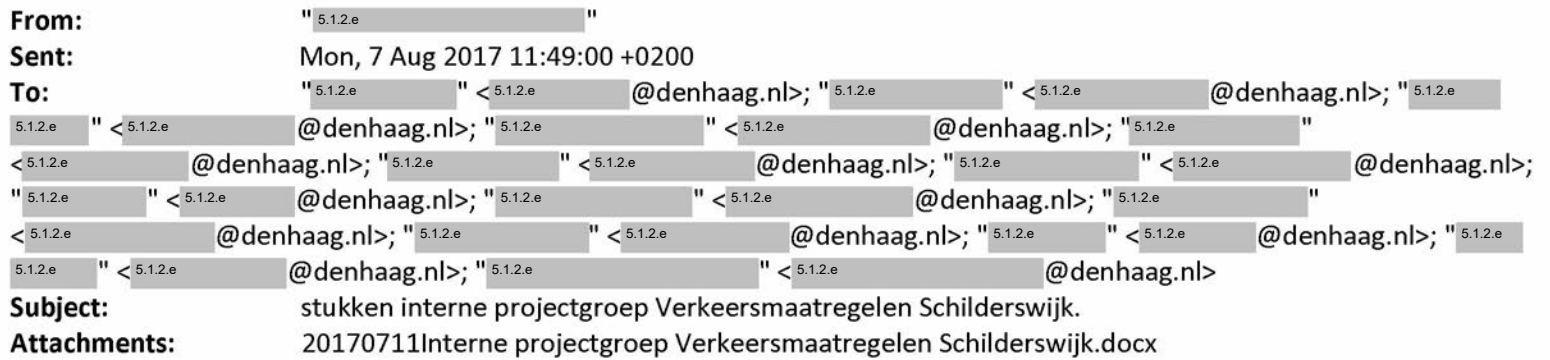 From: "5.1.2.e"
Sent: Mon, 7 Aug 2017 11:49:00 +0200
To: "5.1.2.e" <5.1.2.e@denhaag.nl>; "5.1.2.e" <5.1.2.e@denhaag.nl>; "5.1.2.e
5.1.2.e" <5.1.2.e@denhaag.nl>; "5.1.2.e" <5.1.2.e@denhaag.nl>; "5.1.2.e"
<5.1.2.e@denhaag.nl>; "5.1.2.e" <5.1.2.e@denhaag.nl>; "5.1.2.e" <5.1.2.e@denhaag.nl>;
"5.1.2.e" <5.1.2.e@denhaag.nl>; "5.1.2.e" <5.1.2.e@denhaag.nl>; "5.1.2.e"
<5.1.2.e@denhaag.nl>; "5.1.2.e" <5.1.2.e@denhaag.nl>; "5.1.2.e" <5.1.2.e@denhaag.nl>; "5.1.2.e
5.1.2.e" <5.1.2.e@denhaag.nl>; "5.1.2.e" <5.1.2.e@denhaag.nl>
Subject: stukken interne projectgroep Verkeersmaatregelen Schilderswijk.
Attachments: 20170711Interne projectgroep Verkeersmaatregelen Schilderswijk.docx